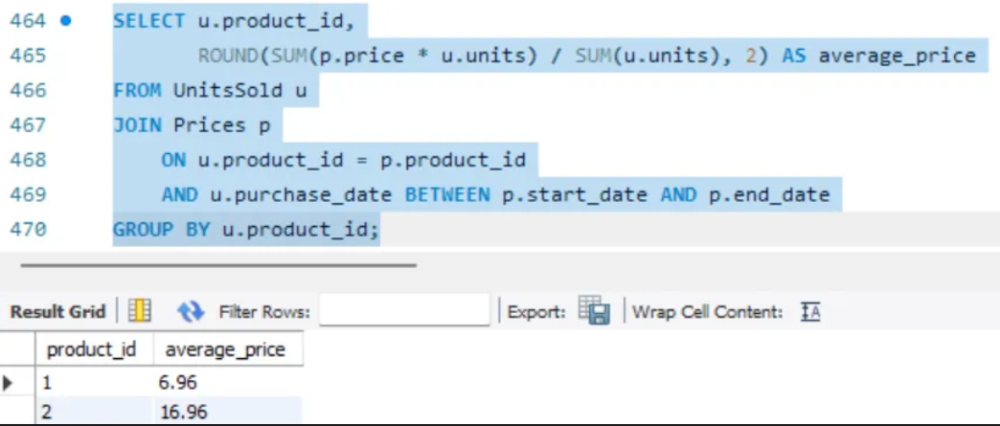 464 SELECT u.product_id,
465 ROUND(SUM(p.price * u.units) / SUM(u.units), 2) AS average_price
466 FROM UnitsSold u
467 JOIN Prices p
468 ON u.product_id = p.product_id
469 AND u.purchase_date BETWEEN p.start_date AND p.end_date
470 GROUP BY u.product_id;
Result Grid Filter Rows: Export: Wrap Cell Content: IA
product_id average_price
1 6.96
2 16.96